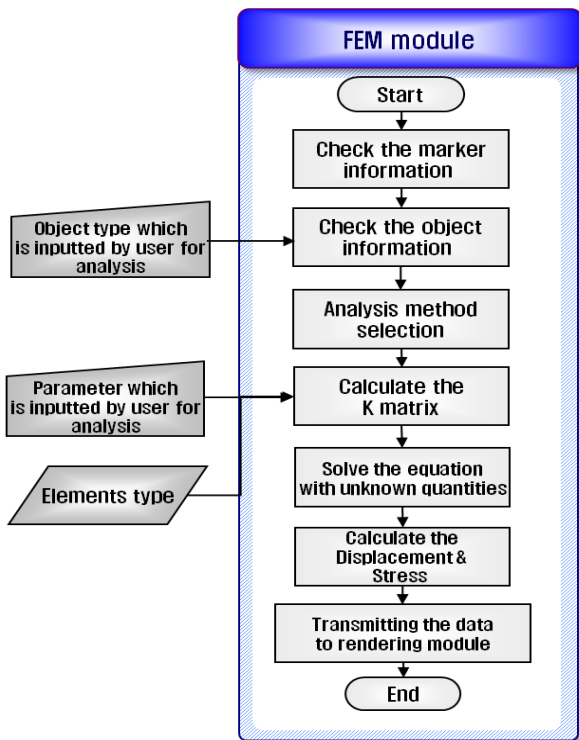 FEM module
Start
Check the marker
information
Object type which
is inputted by user for
analysis
Check the object
information
Analysis method
selection
Parameter which
is inputted by user for
analysis
Calculate the
K matrix
Elements type
Solve the equation
with unknown quantities
Calculate the
Displacement &
Stress
Transmitting the data
to rendering module
End